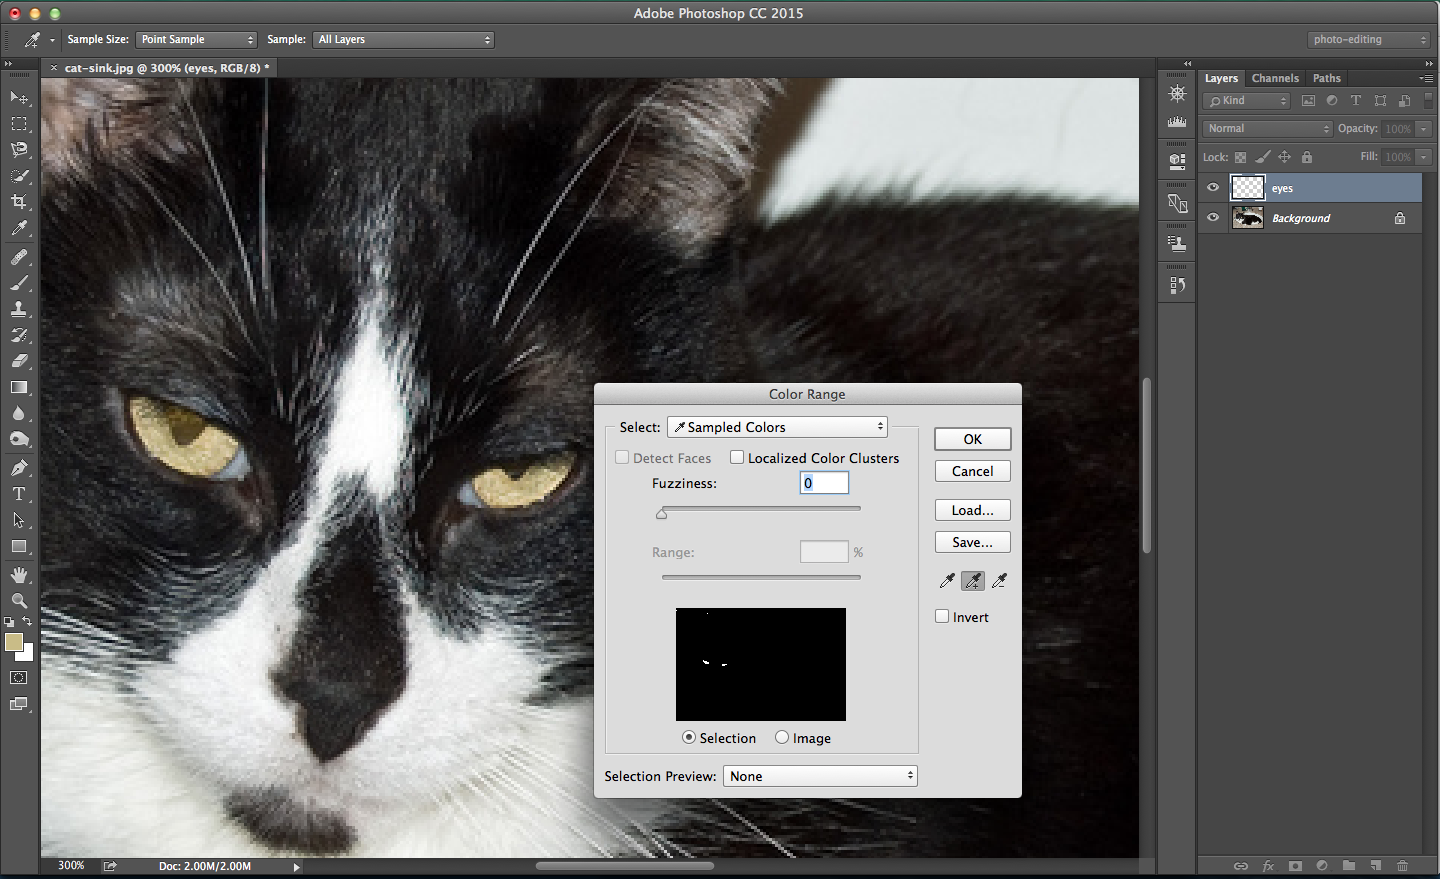 Adobe Photoshop CC 2015
Sample Size: Point Sample Sample: All Layers photo-editing
cat-sink.jpg @ 300% (eyes, RGB/8) *
Layers Channels Paths
Kind
Normal Opacity: 100%
Lock: Fill: 100%
eyes
Background
Color Range
Select: Sampled Colors
OK
Detect Faces Localized Color Clusters
Cancel
Fuzziness: 0
Load...
Save...
Range: %
Invert
Selection Image
Selection Preview: None
300% Doc: 2.00M/2.00M